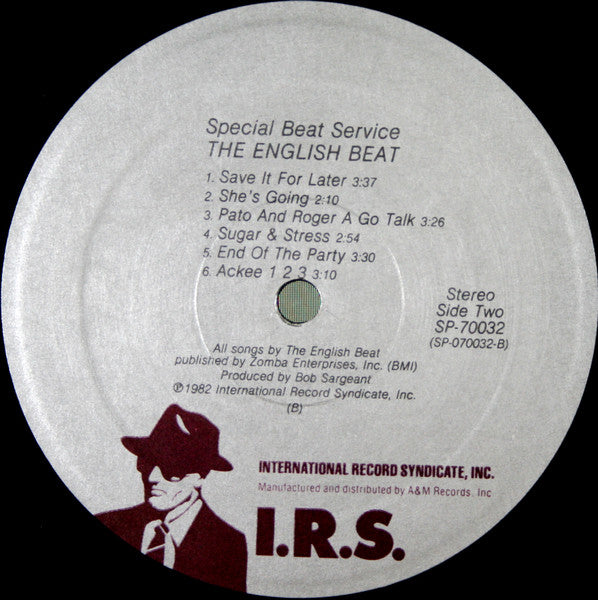 Special Beat Service
THE ENGLISH BEAT
1. Save It For Later 3:37
2. She's Going 2:10
3. Pato And Roger A Go Talk 3:26
4. Sugar & Stress 2:54
5. End Of The Party 3:30
6. Ackee 1 2 3 3:10
Stereo
Side Two
SP-70032
(SP-070032-B)
All songs by The English Beat
published by Zomba Enterprises, Inc. (BMI)
Produced by Bob Sargeant
℗1982 International Record Syndicate, Inc.
(B)
INTERNATIONAL RECORD SYNDICATE, INC.
Manufactured and distributed by A&M Records, Inc
I.R.S.